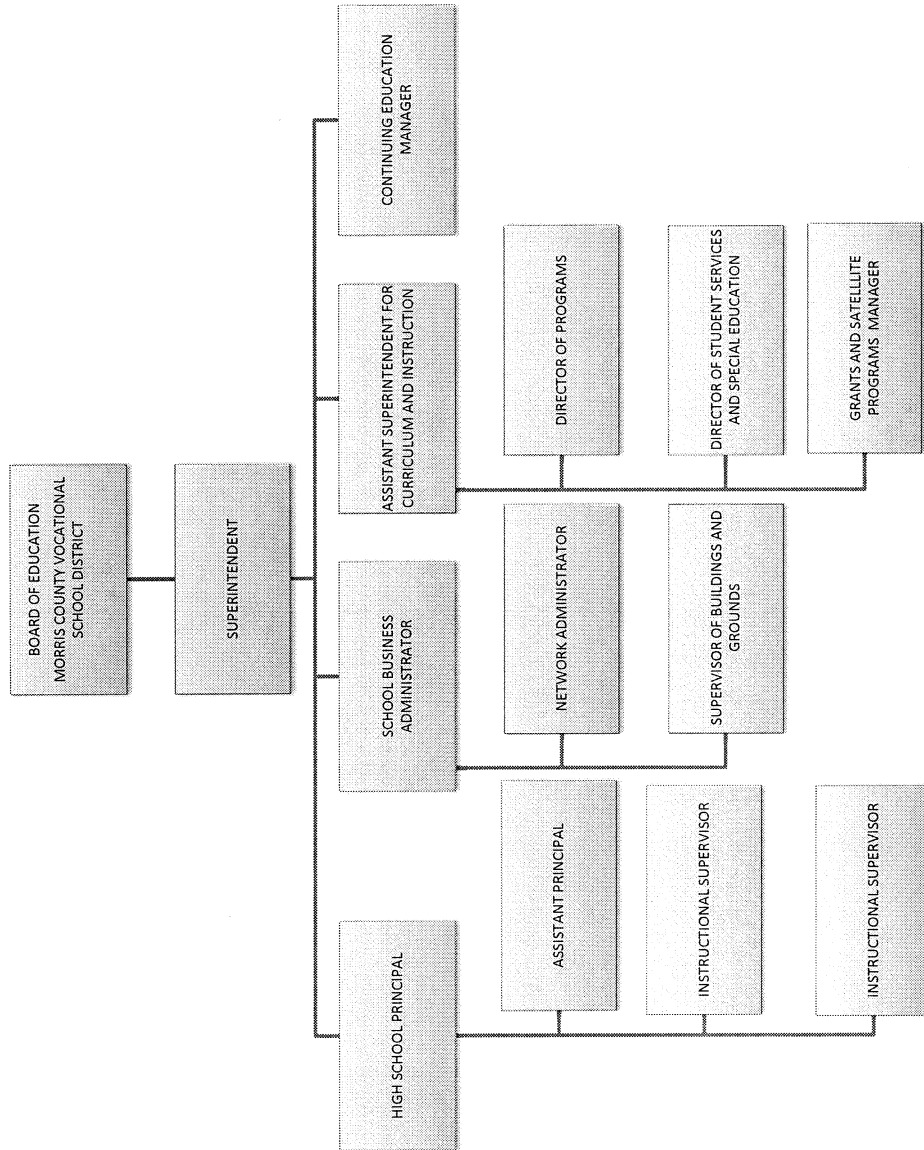 BOARD OF EDUCATION
MORRIS COUNTY VOCATIONAL
SCHOOL DISTRICT
SUPERINTENDENT
HIGH SCHOOL PRINCIPAL
SCHOOL BUSINESS
ADMINISTRATOR
ASSISTANT SUPERINTENDENT FOR
CURRICULUM AND INSTRUCTION
CONTINUING EDUCATION
MANAGER
ASSISTANT PRINCIPAL
INSTRUCTIONAL SUPERVISOR
INSTRUCTIONAL SUPERVISOR
NETWORK ADMINISTRATOR
SUPERVISOR OF BUILDINGS AND
GROUNDS
DIRECTOR OF PROGRAMS
DIRECTOR OF STUDENT SERVICES
AND SPECIAL EDUCATION
GRANTS AND SATELLLITE
PROGRAMS MANAGER